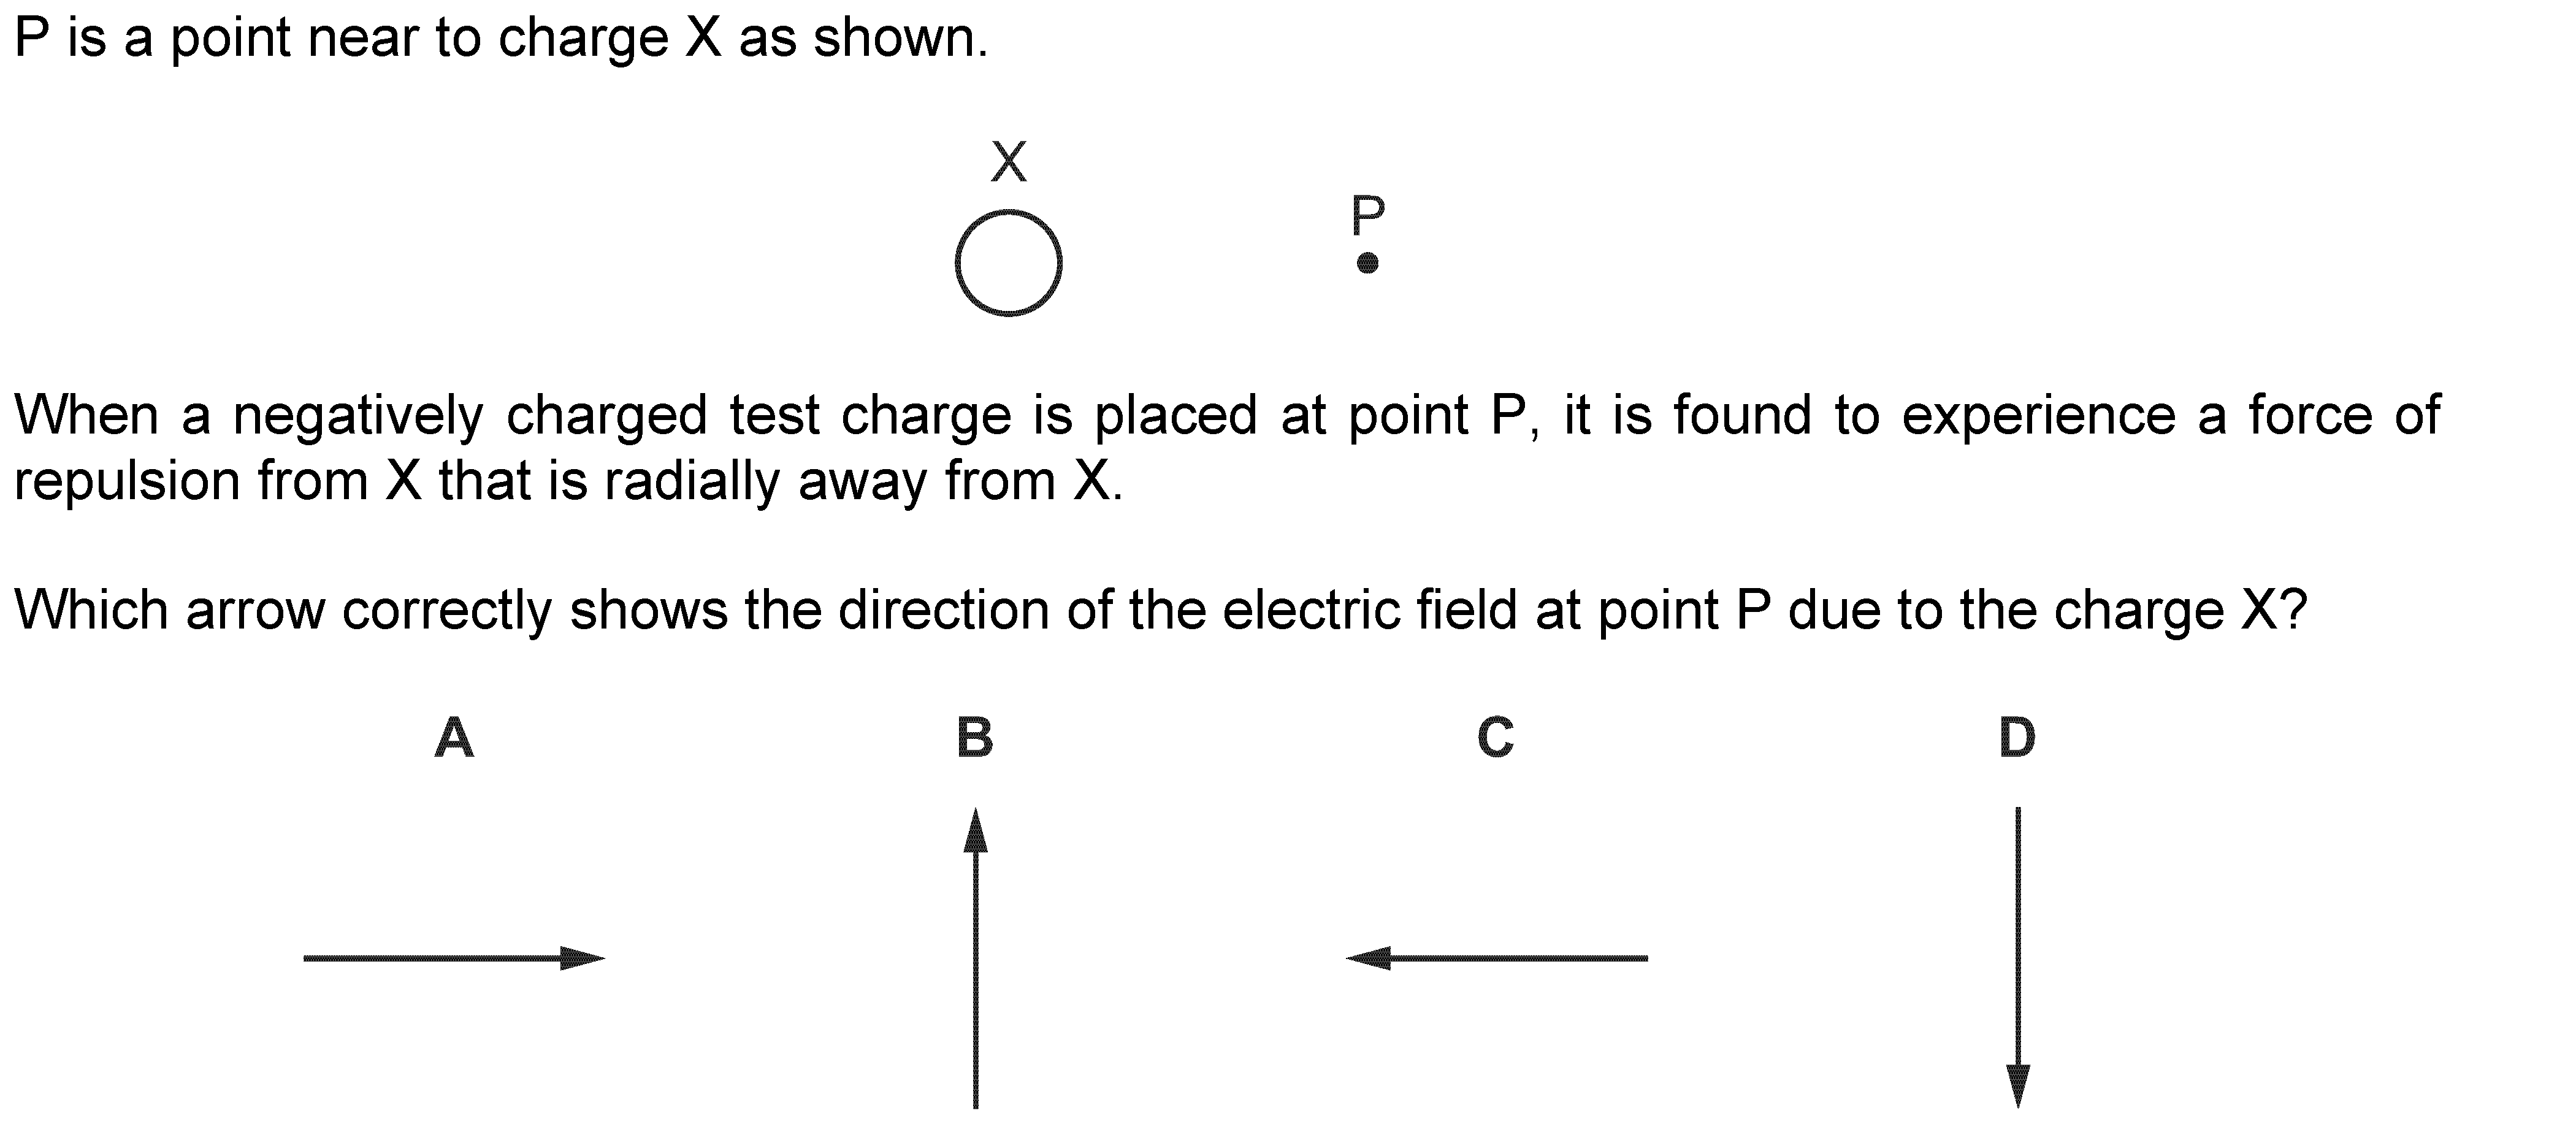 P is a point near to charge X as shown.
X
P
When a negatively charged test charge is placed at point P, it is found to experience a force of
repulsion from X that is radially away from X.
Which arrow correctly shows the direction of the electric field at point P due to the charge X?
A B C D